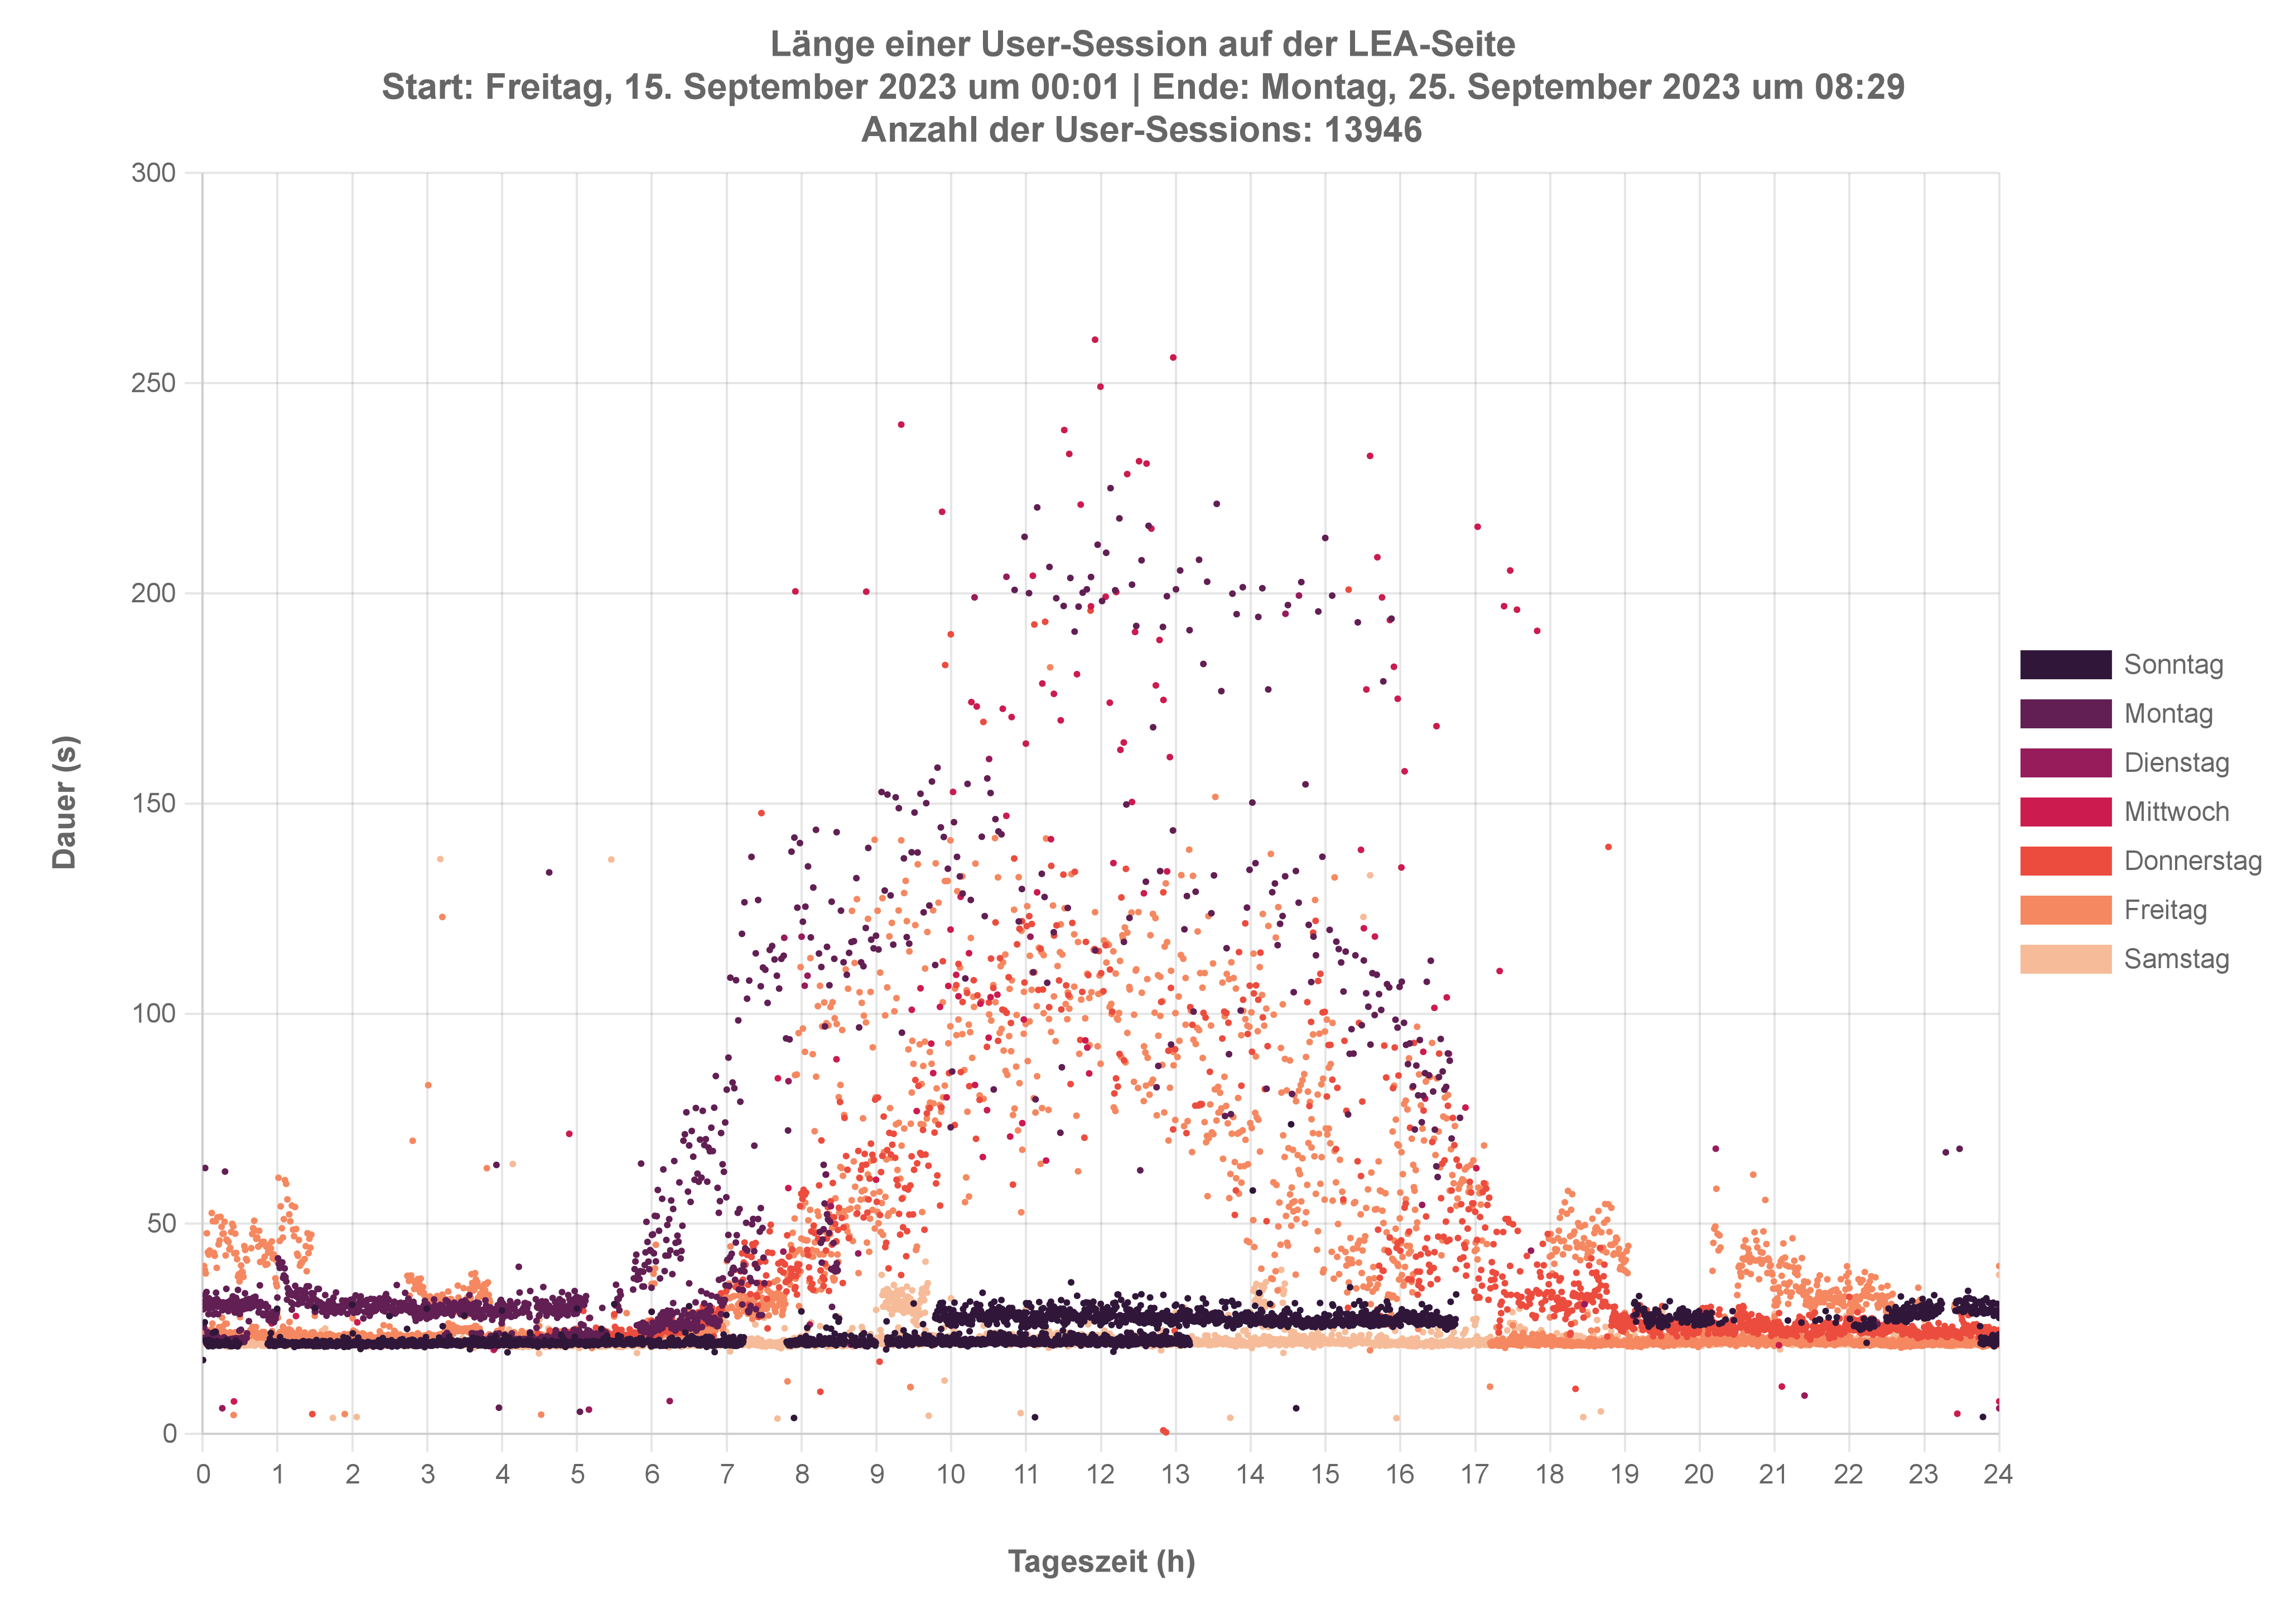 Länge einer User-Session auf der LEA-Seite
Start: Freitag, 15. September 2023 um 00:01 | Ende: Montag, 25. September 2023 um 08:29
Anzahl der User-Sessions: 13946
300
250
200
150
100
50
0
Dauer (s)
0 1 2 3 4 5 6 7 8 9 10 11 12 13 14 15 16 17 18 19 20 21 22 23 24
Tageszeit (h)
Sonntag
Montag
Dienstag
Mittwoch
Donnerstag
Freitag
Samstag